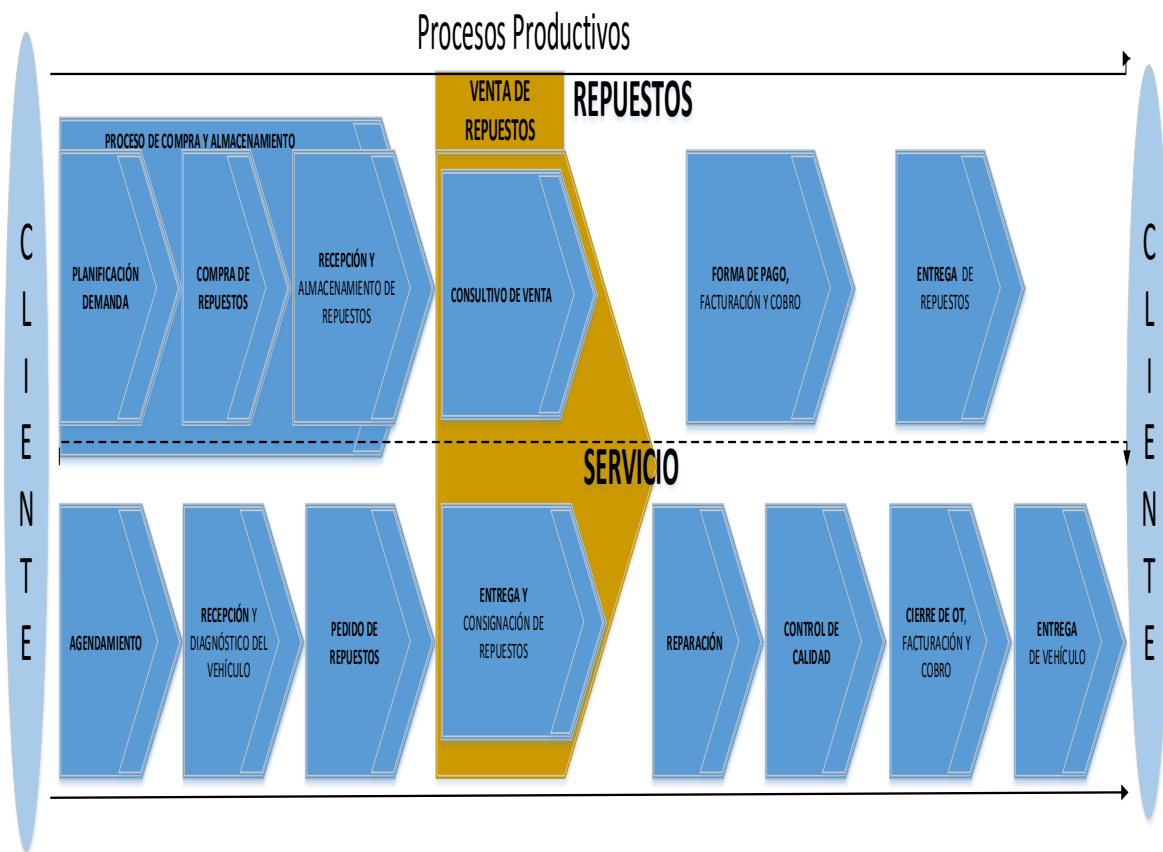 Procesos Productivos
REPUESTOS
VENTA DE
REPUESTOS
PROCESO DE COMPRA Y ALMACENAMIENTO
PLANIFICACIÓN
DEMANDA
COMPRA DE
REPUESTOS
RECEPCIÓN Y
ALMACENAMIENTO DE
REPUESTOS
CONSULTIVO DE VENTA
FORMA DE PAGO,
FACTURACIÓN Y COBRO
ENTREGA DE
REPUESTOS
C
L
I
E
N
T
E
SERVICIO
AGENDAMIENTO
RECEPCIÓN Y
DIAGNÓSTICO DEL
VEHÍCULO
PEDIDO DE
REPUESTOS
ENTREGA Y
CONSIGNACIÓN DE
REPUESTOS
REPARACIÓN
CONTROL DE
CALIDAD
CIERRE DE OT,
FACTURACIÓN Y
COBRO
ENTREGA
DE VEHÍCULO
C
L
I
E
N
T
E